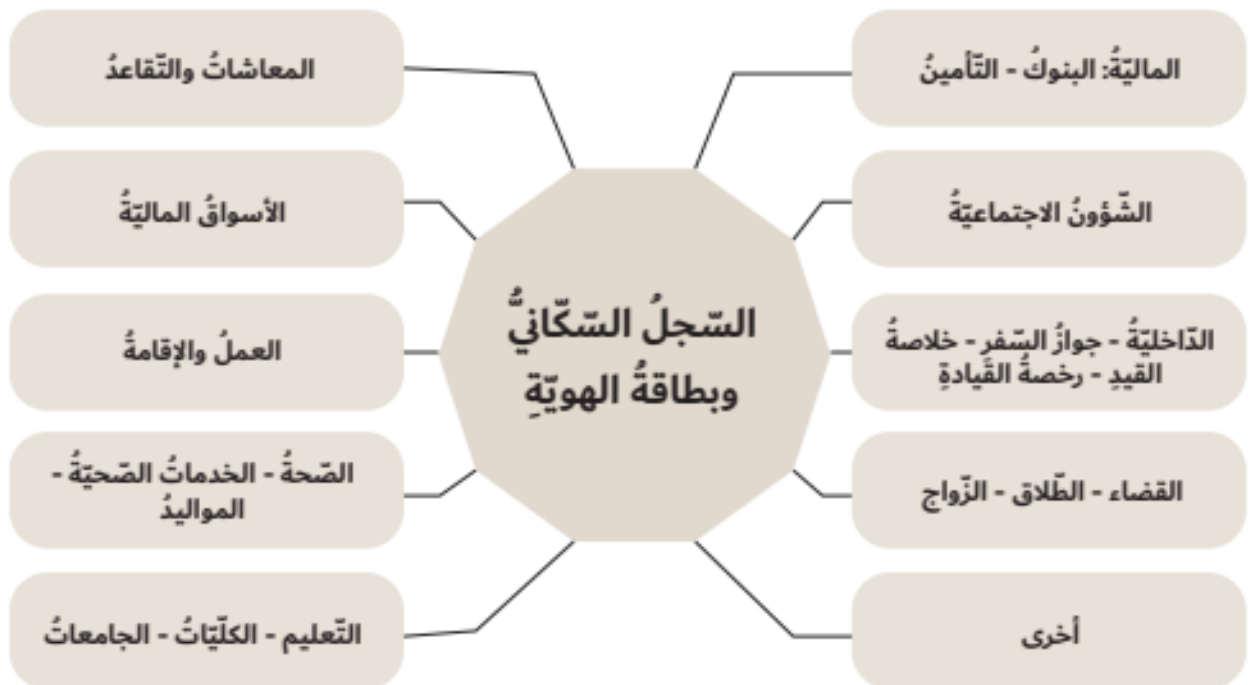 الماليّةُ: البنوكُ - التّأمينُ
الشّؤونُ الاجتماعيّةُ
الدّاخليّةُ - جوازُ السّفرِ - خلاصةُ
القيدِ - رخصةُ القيادةِ
القضاء - الطّلاق - الزّواج
أخرى
السّجلُ السّكّانيُّ
وبطاقةُ الهويّةِ
المعاشاتُ والتّقاعدُ
الأسواقُ الماليّةُ
العملُ والإقامةُ
الصّحةُ - الخدماتُ الصّحيّةُ -
المواليدُ
التّعليم - الكلّيّاتُ - الجامعاتُ